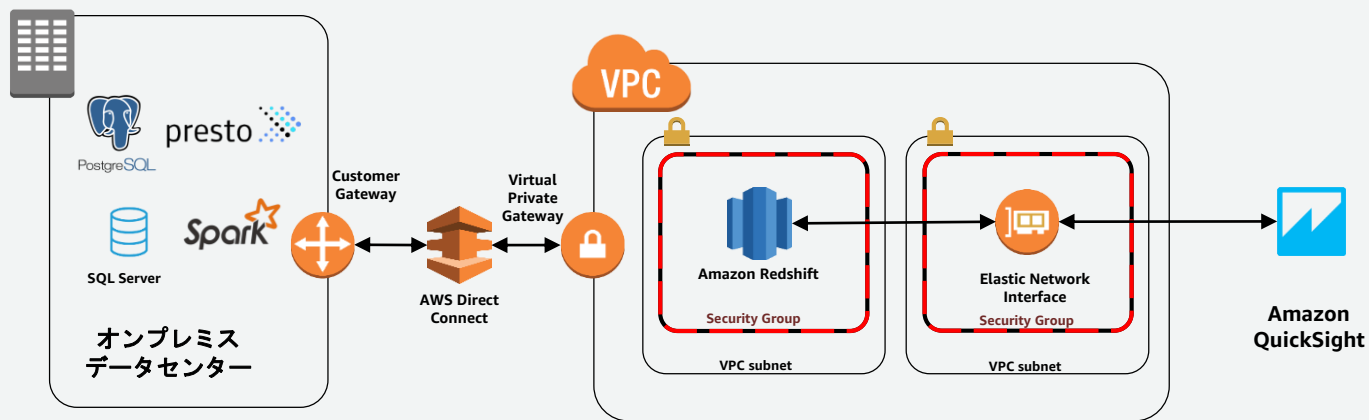 PostgreSQL
presto
Spark
SQL Server
オンプレミス
データセンター
Customer
Gateway
AWS Direct
Connect
Virtual
Private
Gateway
VPC
Amazon Redshift
Security Group
VPC subnet
Elastic Network
Interface
Security Group
VPC subnet
Amazon
QuickSight